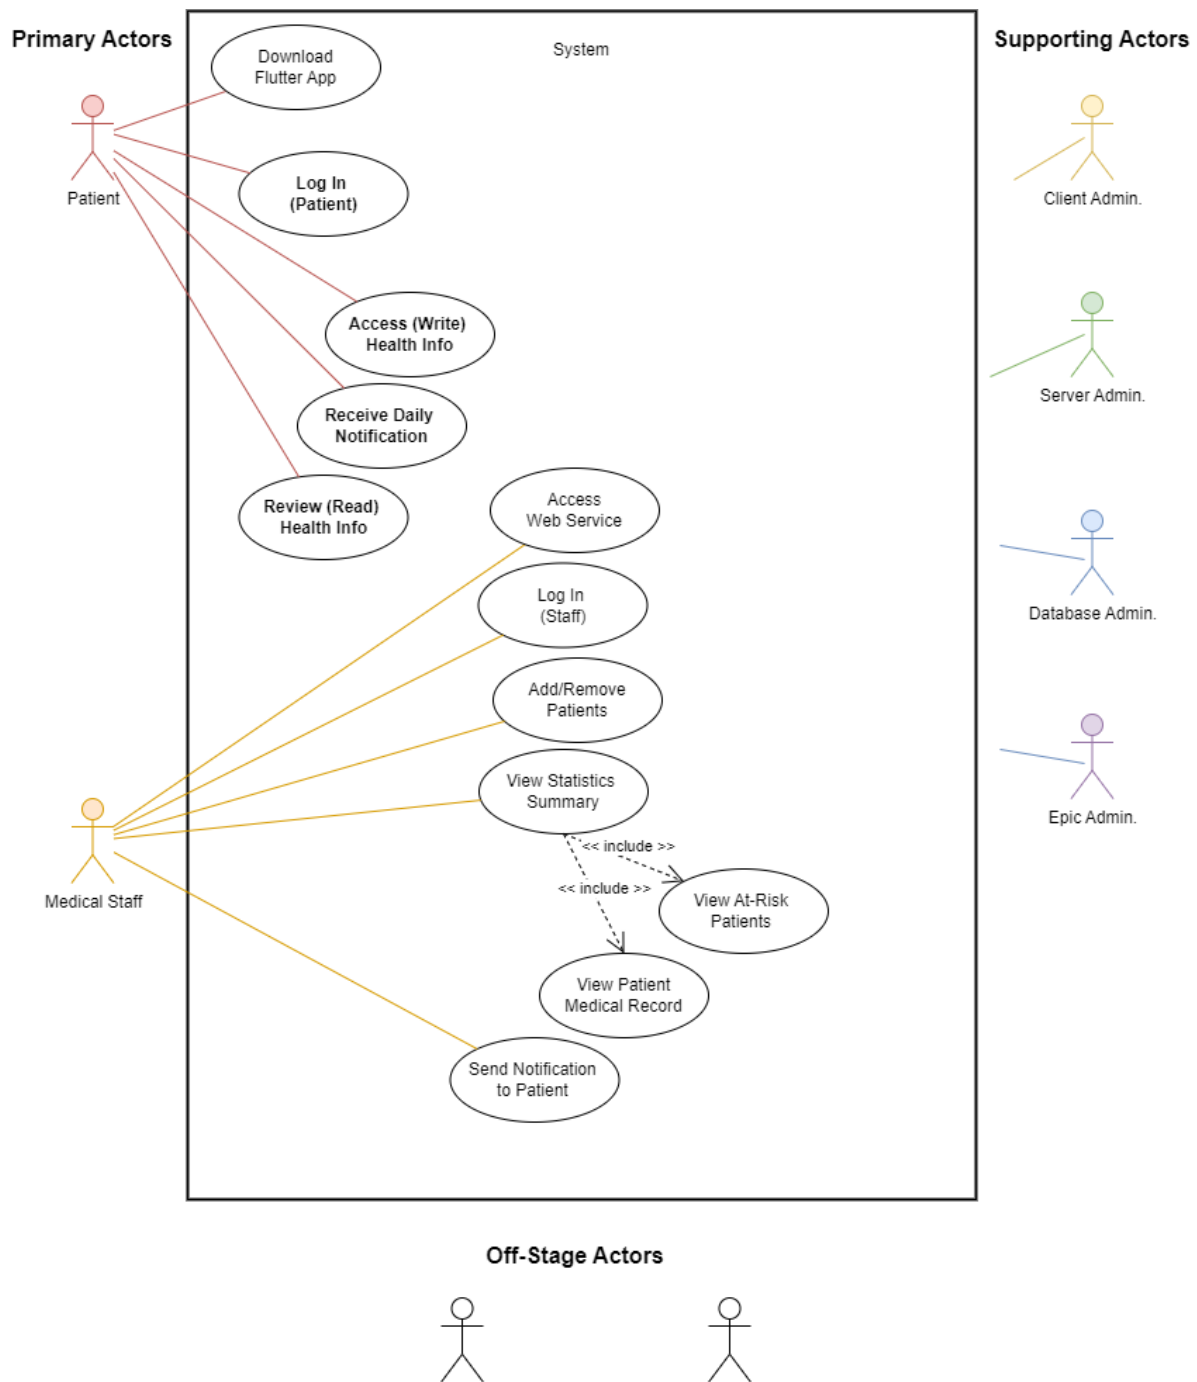 Primary Actors
System
Supporting Actors
Download
Flutter App
Patient
Log In
(Patient)
Client Admin.
Access (Write)
Health Info
Server Admin.
Receive Daily
Notification
Review (Read)
Health Info
Access
Web Service
Log In
(Staff)
Database Admin.
Add/Remove
Patients
View Statistics
Summary
Epic Admin.
<< include >>
<< include >>
Medical Staff
View At-Risk
Patients
View Patient
Medical Record
Send Notification
to Patient
Off-Stage Actors